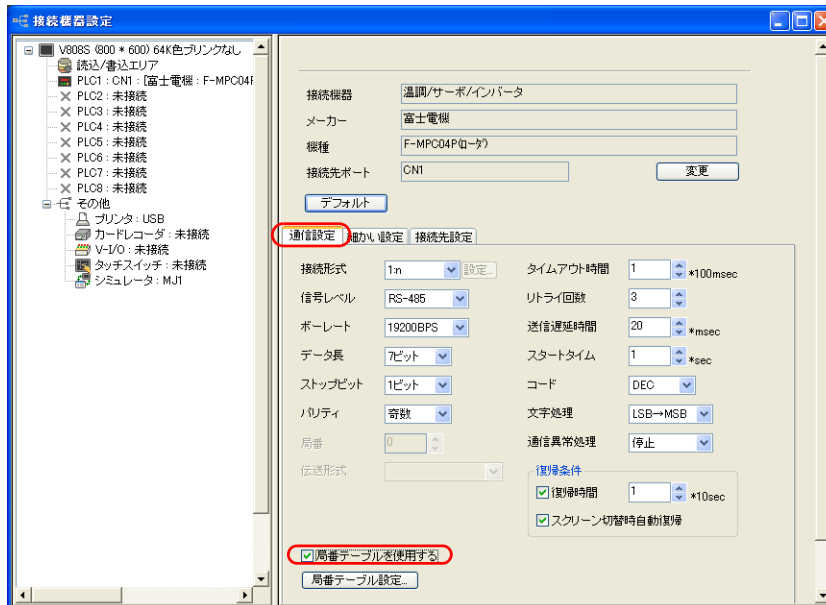 接続機器設定
V808S (800 * 600) 64K色ブリンクなし
読込/書込エリア
PLC1 : CN1 : [富士電機 : F-MPC04F
PLC2 : 未接続
PLC3 : 未接続
PLC4 : 未接続
PLC5 : 未接続
PLC6 : 未接続
PLC7 : 未接続
PLC8 : 未接続
その他
プリンタ : USB
カードレコーダ : 未接続
V-I/O : 未接続
タッチスイッチ : 未接続
シミュレータ : MJ1
接続機器 温調/サーボ/インバータ
メーカー 富士電機
機種 F-MPC04P(ロータ)
接続先ポート CN1 変更
デフォルト
通信設定 細かい設定 接続先設定
接続形式 1:n 設定... タイムアウト時間 1 *100msec
信号レベル RS-485 リトライ回数 3
ボーレート 19200BPS 送信遅延時間 20 *msec
データ長 7ビット スタートタイム 1 *sec
ストップビット 1ビット コード DEC
パリティ 奇数 文字処理 LSB→MSB
局番 0 通信異常処理 停止
伝送形式 復帰条件
復帰時間 1 *10sec
スクリーン切替時自動復帰
局番テーブルを使用する
局番テーブル設定...